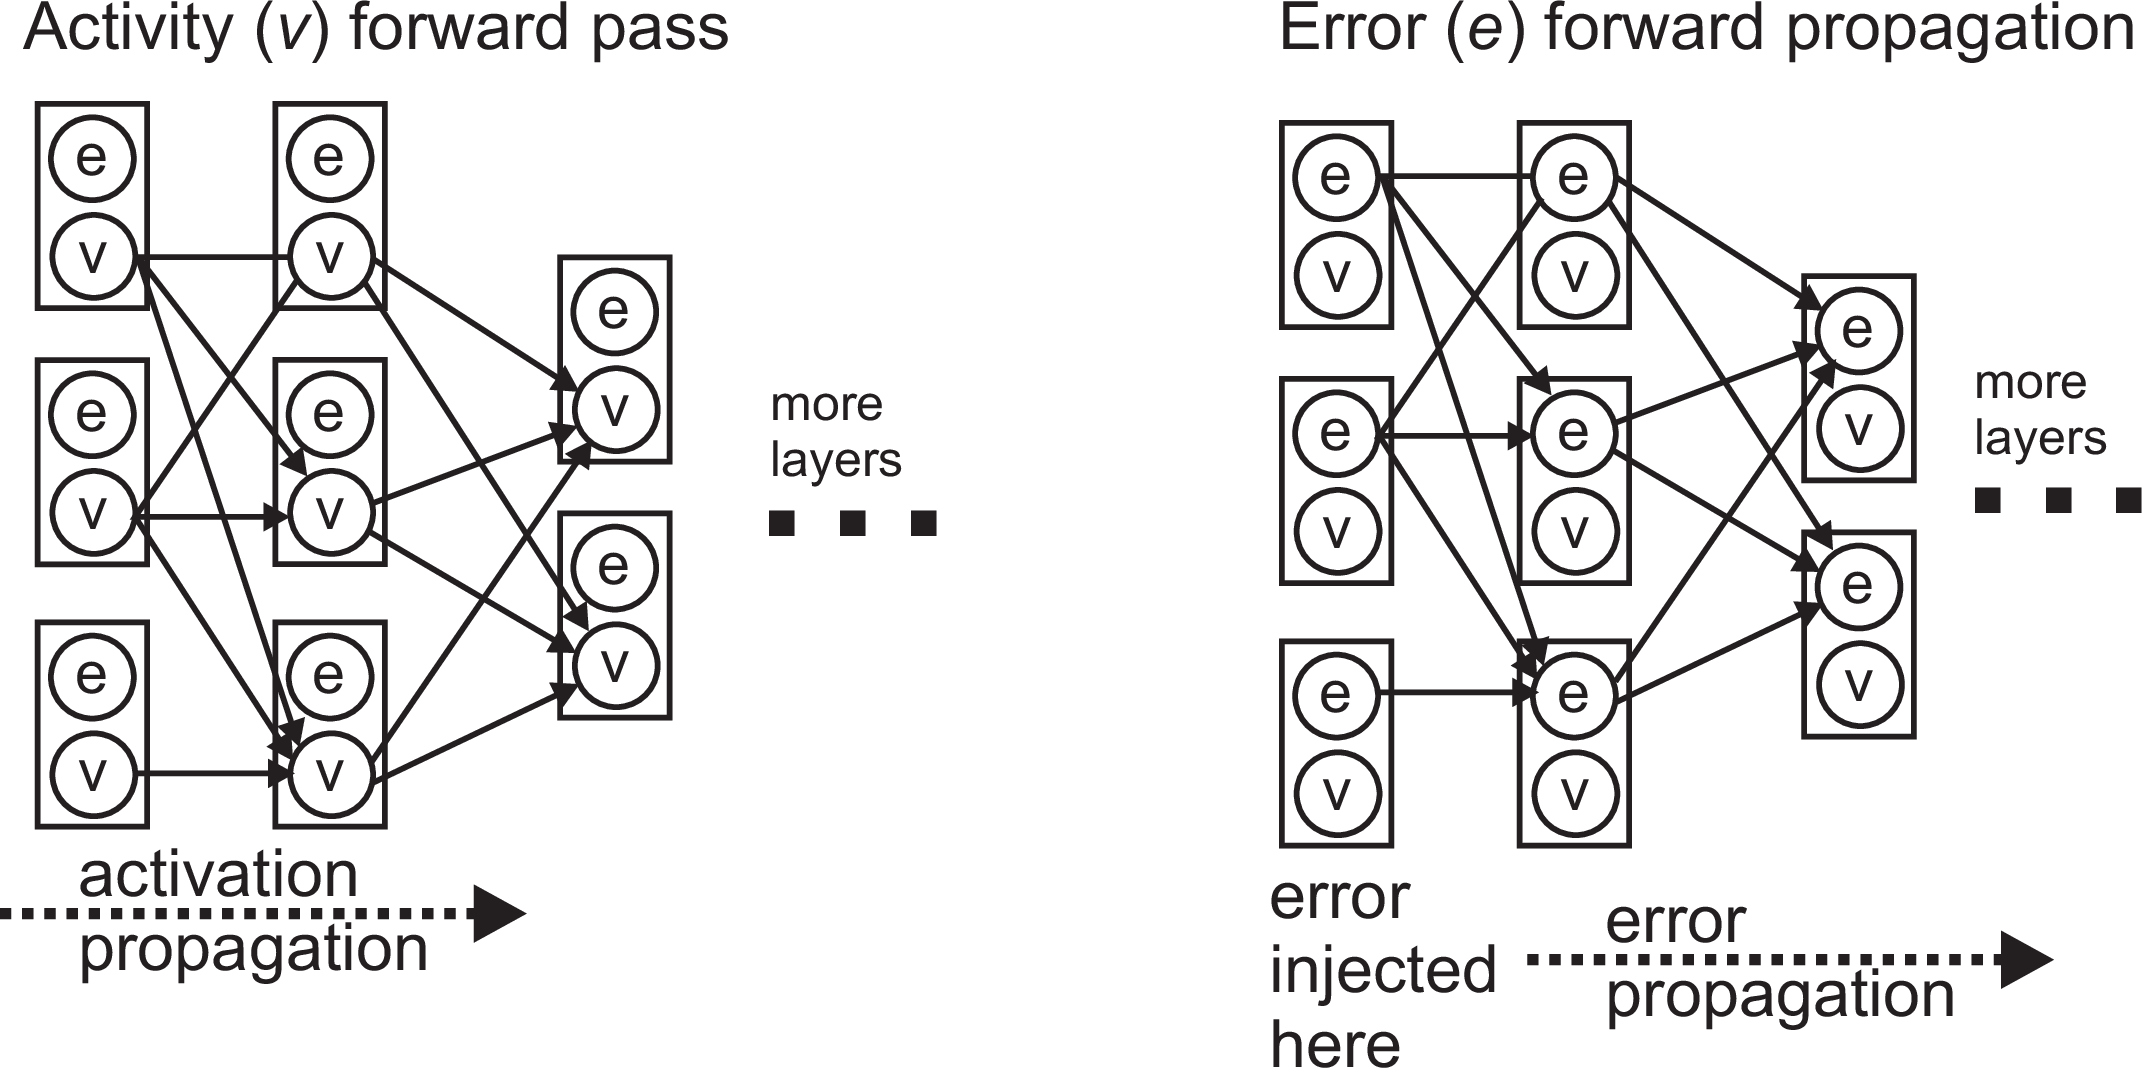 Activity (v) forward pass
e
e
v
v
e
v
e
e
v
v
e
v
e
e
v
v
more
layers
activation
propagation
Error (e) forward propagation
e
e
v
v
e
v
e
e
v
v
e
v
e
e
v
v
more
layers
error
injected
here
error
propagation